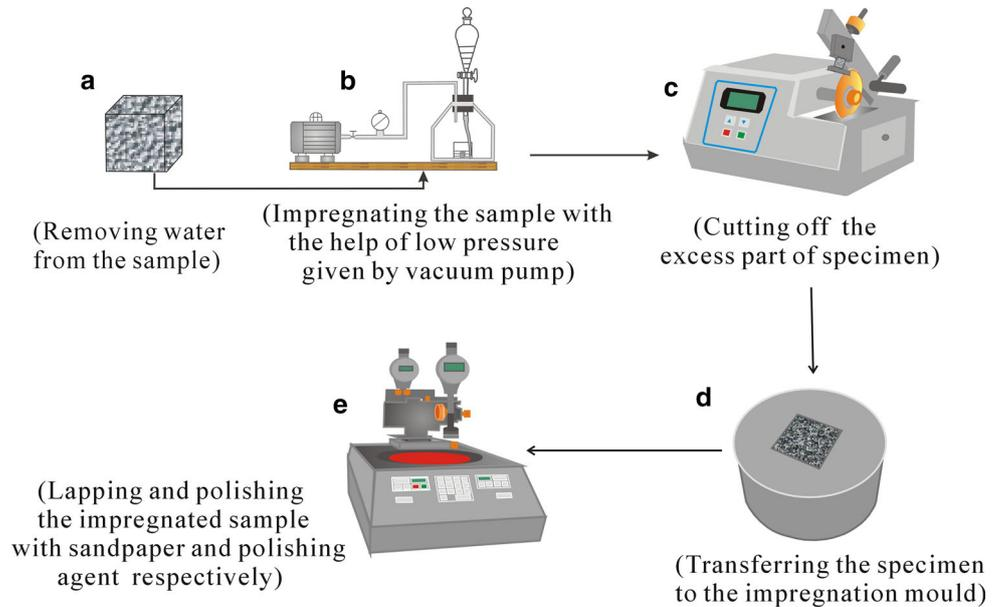 a
(Removing water
from the sample)
b
(Impregnating the sample with
the help of low pressure
given by vacuum pump)
c
(Cutting off the
excess part of specimen)
d
(Transferring the specimen
to the impregnation mould)
e
(Lapping and polishing
the impregnated sample
with sandpaper and polishing
agent respectively)